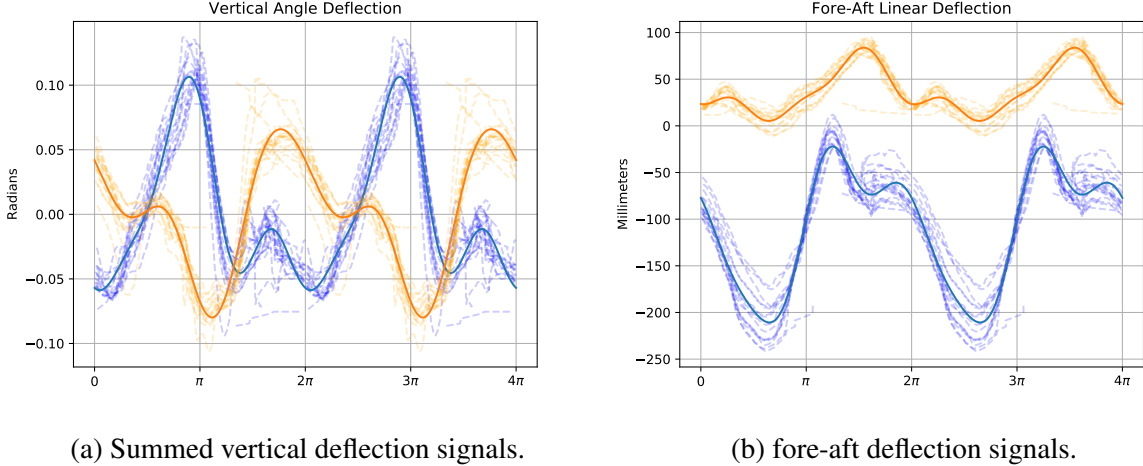 Vertical Angle Deflection
Radians
0.10
0.05
0.00
−0.05
−0.10
0
π
2π
3π
4π
(a) Summed vertical deflection signals.
Fore-Aft Linear Deflection
Millimeters
100
50
0
−50
−100
−150
−200
−250
0
π
2π
3π
4π
(b) fore-aft deflection signals.